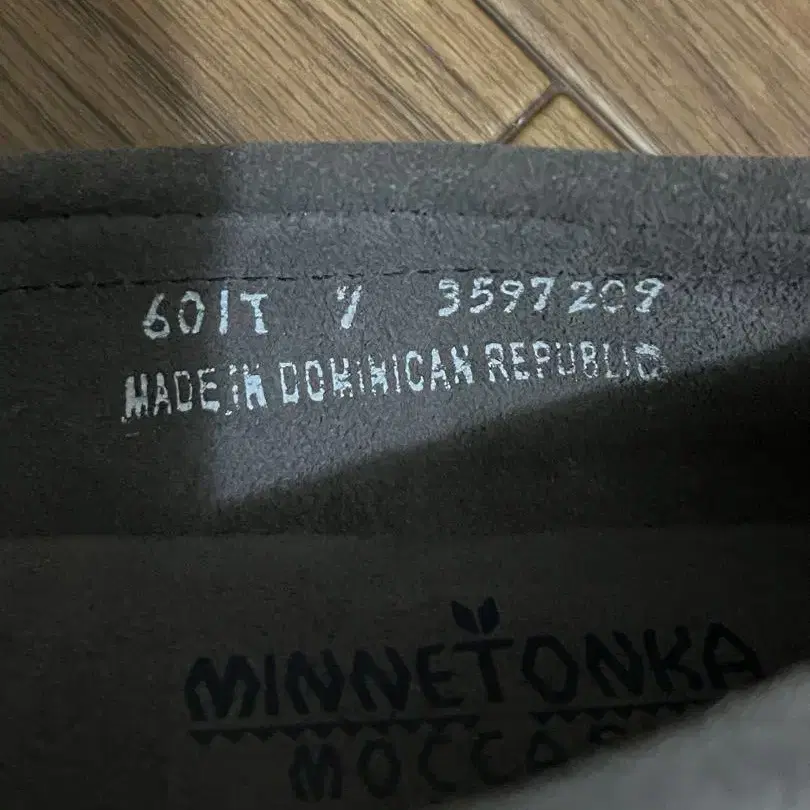 601T 7 3597209
MADE IN DOMINICAN REPUBLIC
MINNETONKA